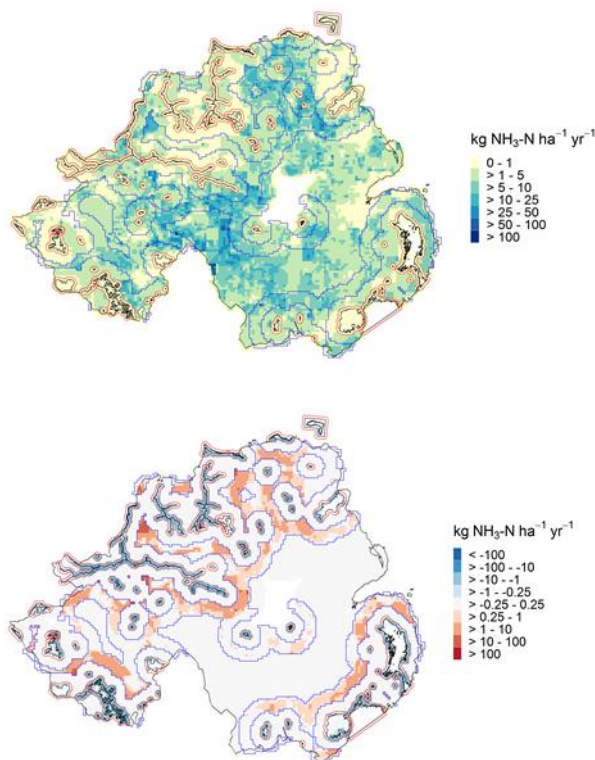 kg NH₃-N ha⁻¹ yr⁻¹
0 - 1
> 1 - 5
> 5 - 10
> 10 - 25
> 25 - 50
> 50 - 100
> 100
kg NH₃-N ha⁻¹ yr⁻¹
< -100
> -100 - -10
> -10 - -1
> -1 - -0.25
> -0.25 - 0.25
> 0.25 - 1
> 1 - 10
> 10 - 100
> 100